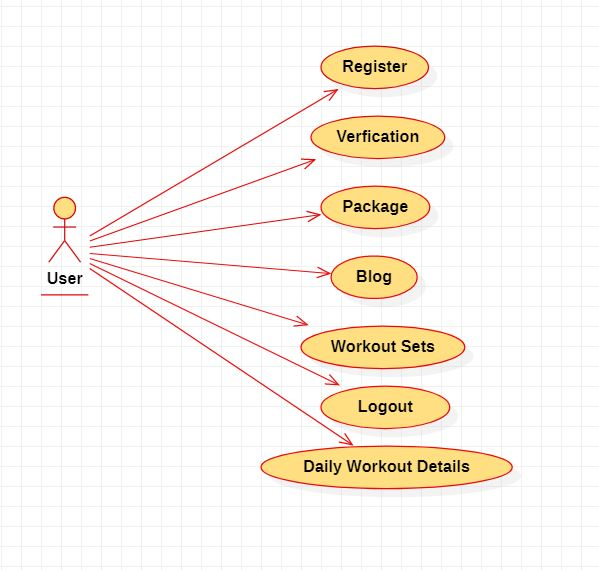 Register
Verfication
Package
User
Blog
Workout Sets
Logout
Daily Workout Details